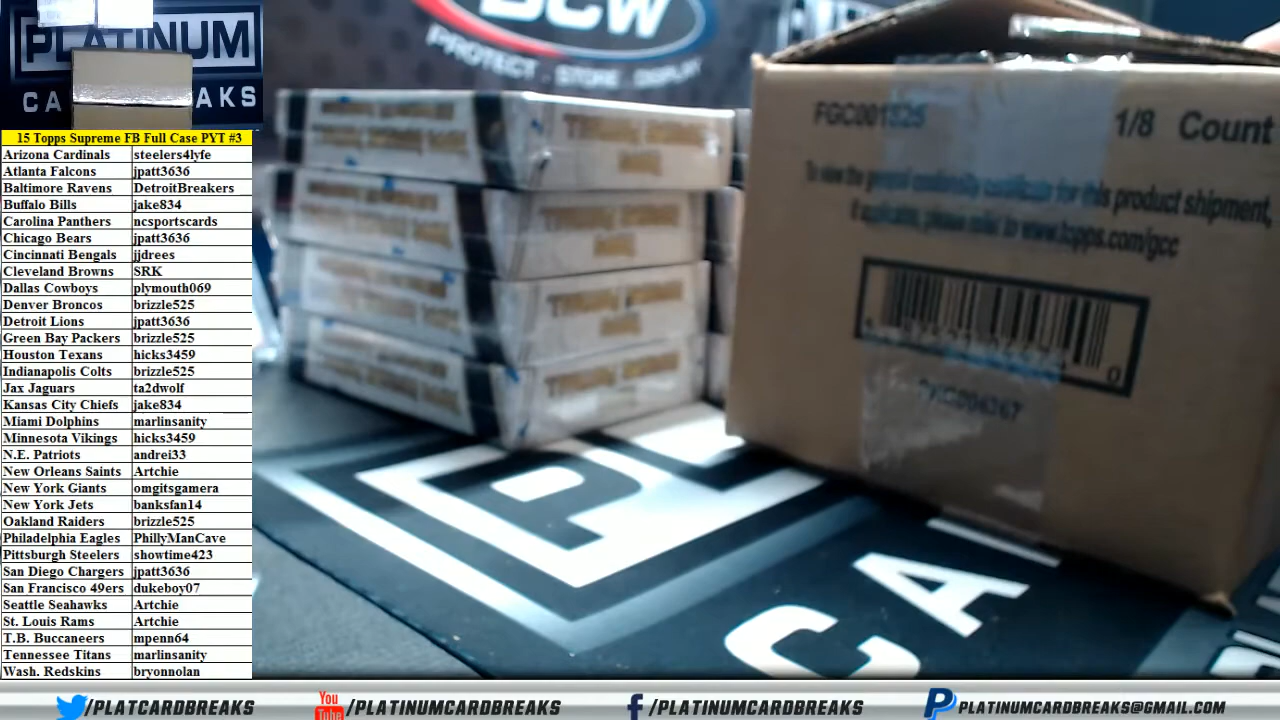 PLATINUM
CA AKS
15 Topps Supreme FB Full Case PYT #3
Arizona Cardinals steelers4lyfe
Atlanta Falcons jpatt3636
Baltimore Ravens DetroitBreakers
Buffalo Bills jake834
Carolina Panthers ncsportscards
Chicago Bears jpatt3636
Cincinnati Bengals jjdrees
Cleveland Browns SRK
Dallas Cowboys plymouth069
Denver Broncos brizzle525
Detroit Lions jpatt3636
Green Bay Packers brizzle525
Houston Texans hicks3459
Indianapolis Colts brizzle525
Jax Jaguars ta2dwolf
Kansas City Chiefs jake834
Miami Dolphins marlinsanity
Minnesota Vikings hicks3459
N.E. Patriots andrei33
New Orleans Saints Artchie
New York Giants omgitsgamera
New York Jets banksfan14
Oakland Raiders brizzle525
Philadelphia Eagles PhillyManCave
Pittsburgh Steelers showtime423
San Diego Chargers jpatt3636
San Francisco 49ers dukeboy07
Seattle Seahawks Artchie
St. Louis Rams Artchie
T.B. Buccaneers mpenn64
Tennessee Titans marlinsanity
Wash. Redskins bryonnolan
BCW
PROTECT · STORE · DISPLAY
FGC001525
1/8 Count
To view the general conformity certificate for this product shipment,
if applicable, please refer to www.topps.com/gcc
0
P
CA
/PLATCARDBREAKS
You Tube /PLATINUMCARDBREAKS
/PLATINUMCARDBREAKS
PLATINUMCARDBREAKS@GMAIL.COM